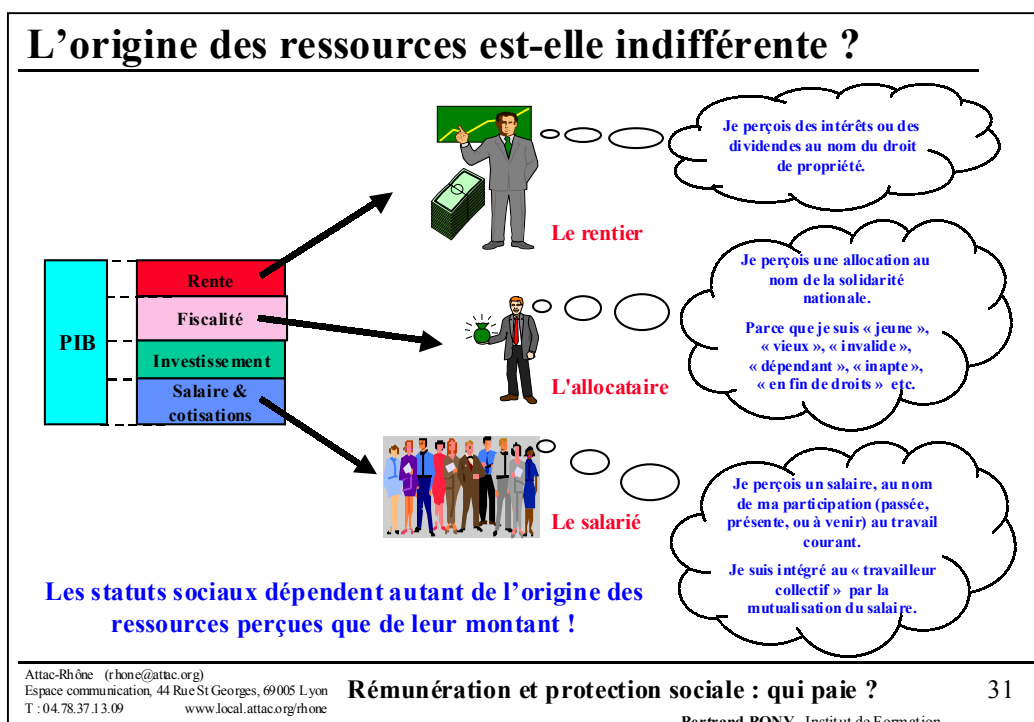 L'origine des ressources est-elle indifférente ?
Je perçois des intérêts ou des
dividendes au nom du droit
de propriété.
Le rentier
PIB
Rente
Fiscalité
Investissement
Salaire &
cotisations
Je perçois une allocation au
nom de la solidarité
nationale.
Parce que je suis « jeune »,
« vieux », « invalide »,
« dépendant », « inapte »,
« en fin de droits » etc.
L'allocataire
Je perçois un salaire, au nom
de ma participation (passée,
présente, ou à venir) au travail
courant.
Je suis intégré au « travailleur
collectif » par la
mutualisation du salaire.
Le salarié
Les statuts sociaux dépendent autant de l'origine des
ressources perçues que de leur montant !
Attac-Rhône (rhone@attac.org)
Espace communication, 44 Rue St Georges, 69005 Lyon
T : 04.78.37.13.09 www.local.attac.org/rhone
Rémunération et protection sociale : qui paie ?
31
Bertrand BONY Institut de Formation